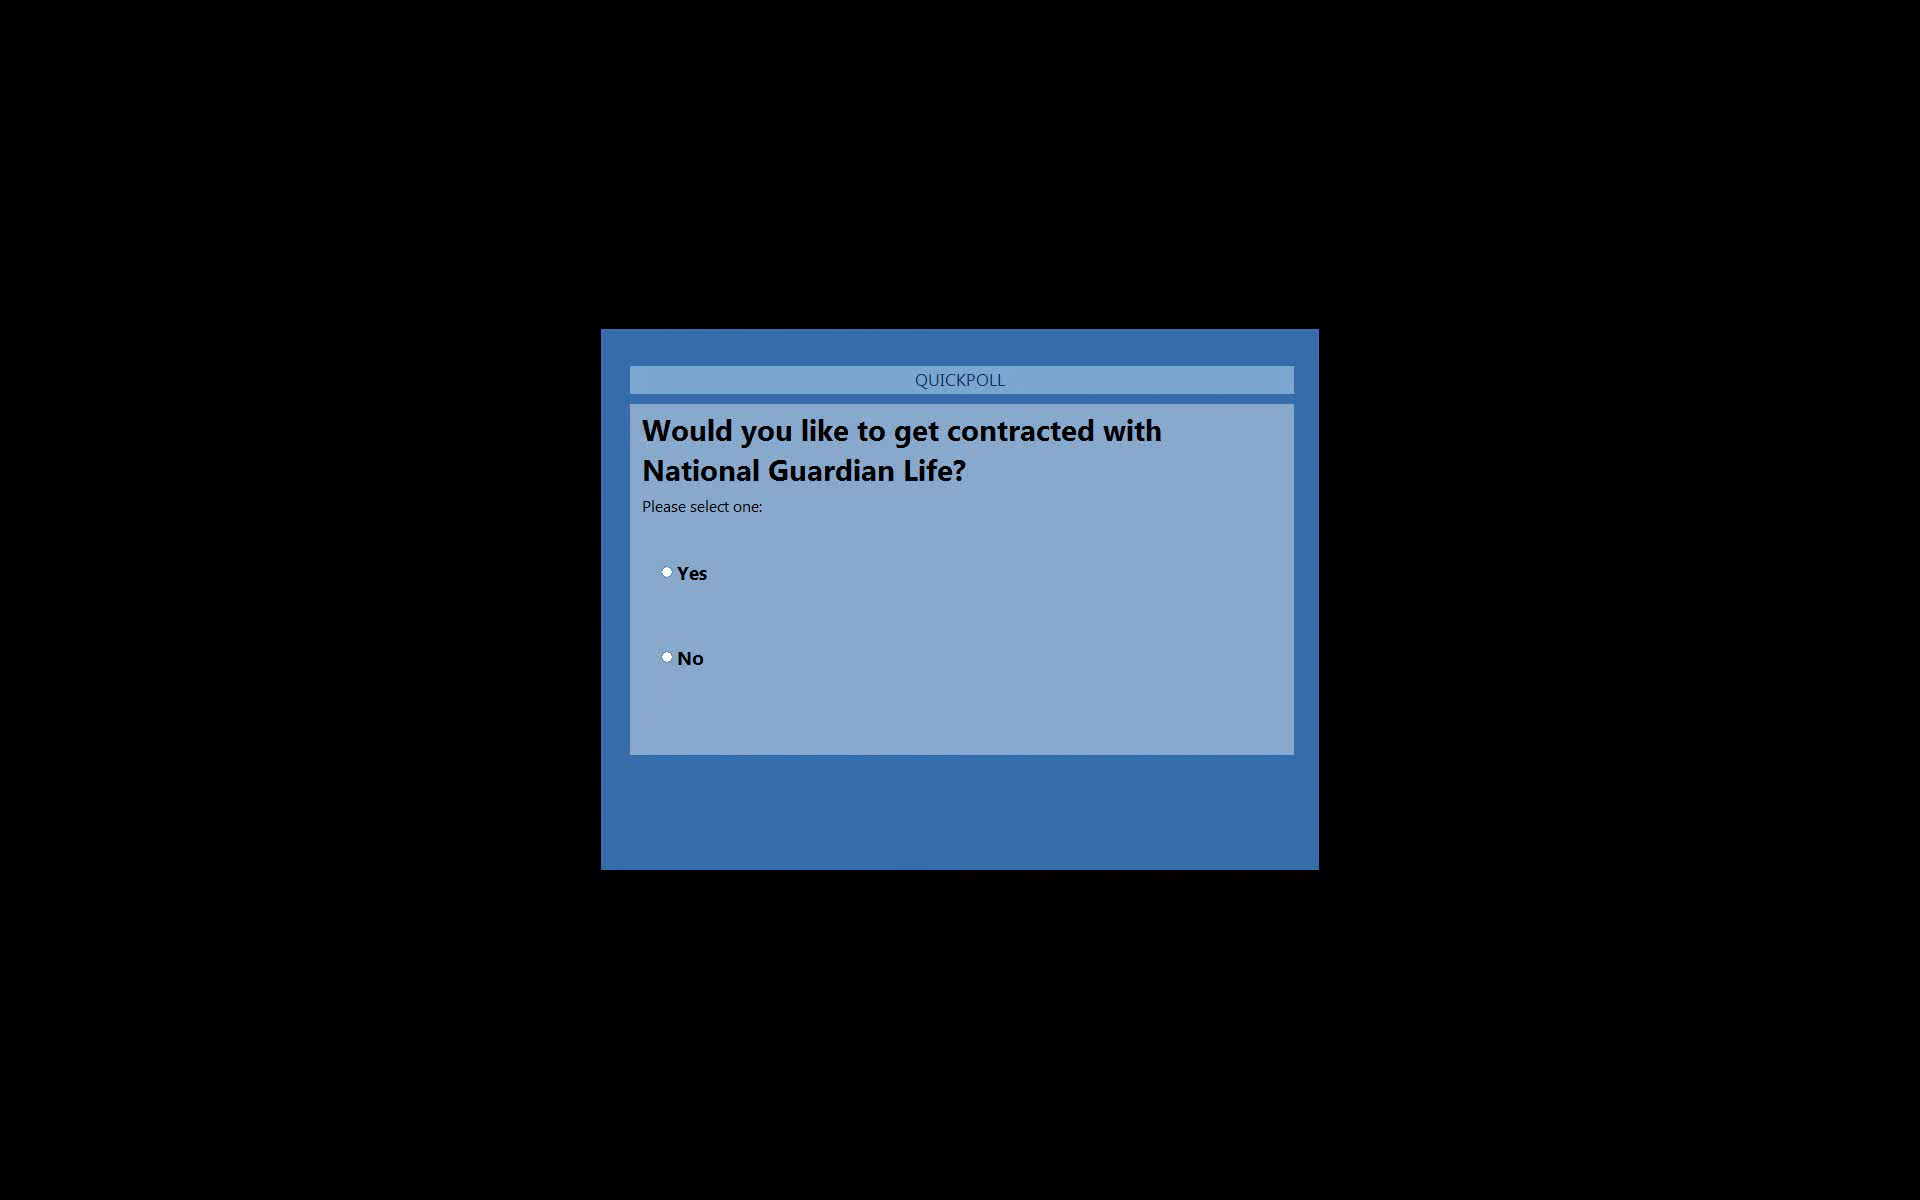 QUICKPOLL
Would you like to get contracted with
National Guardian Life?
Please select one:
Yes
No